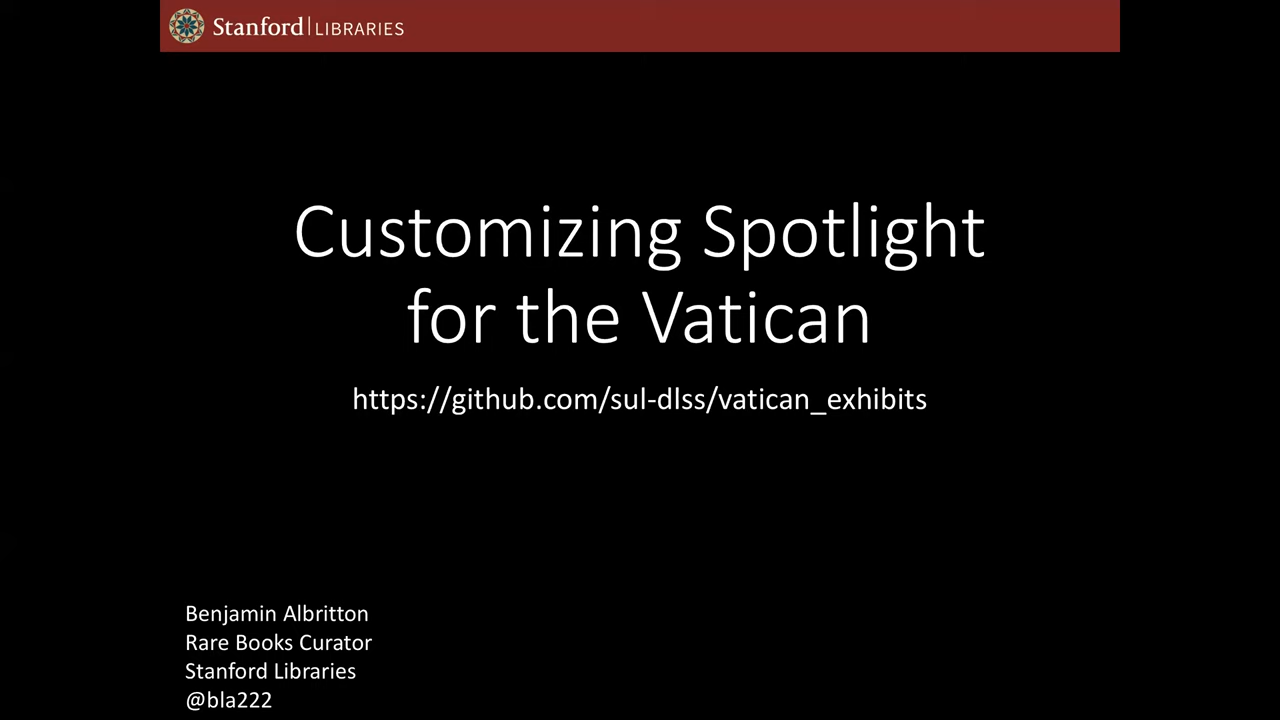 Stanford | LIBRARIES
Customizing Spotlight
for the Vatican
https://github.com/sul-dlss/vatican_exhibits
Benjamin Albritton
Rare Books Curator
Stanford Libraries
@bla222